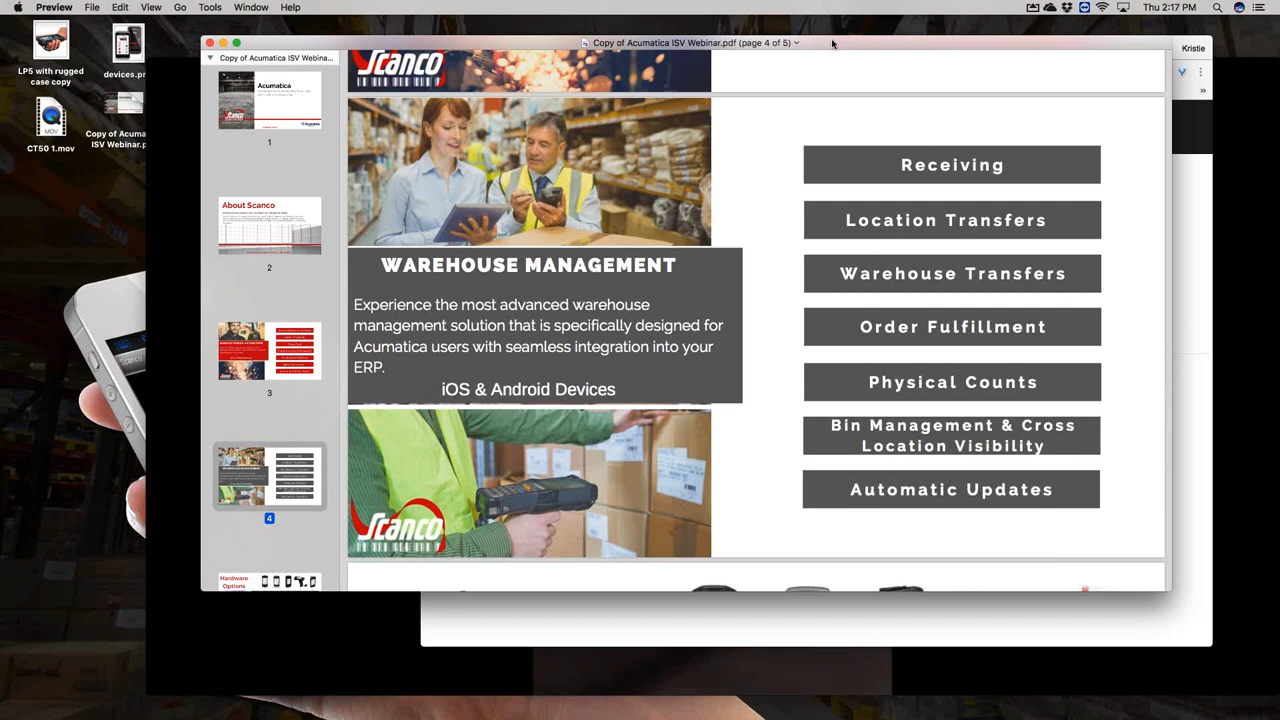 Preview File Edit View Go Tools Window Help
Thu 2:17 PM
Copy of Acumatica ISV Webinar.pdf (page 4 of 5)
Kristie
LP5 with rugged
case copy
devices.pr
MOV
CT50 1.mov
Copy of Acuma
ISV Webinar.p
Copy of Acumatica ISV Webina...
Acumatica
Scanco
1
About Scanco
2
3
4
Hardware
Options
Scanco
Scanco
WAREHOUSE MANAGEMENT
Experience the most advanced warehouse
management solution that is specifically designed for
Acumatica users with seamless integration into your
ERP.
iOS & Android Devices
Scanco
Receiving
Location Transfers
Warehouse Transfers
Order Fulfillment
Physical Counts
Bin Management & Cross
Location Visibility
Automatic Updates